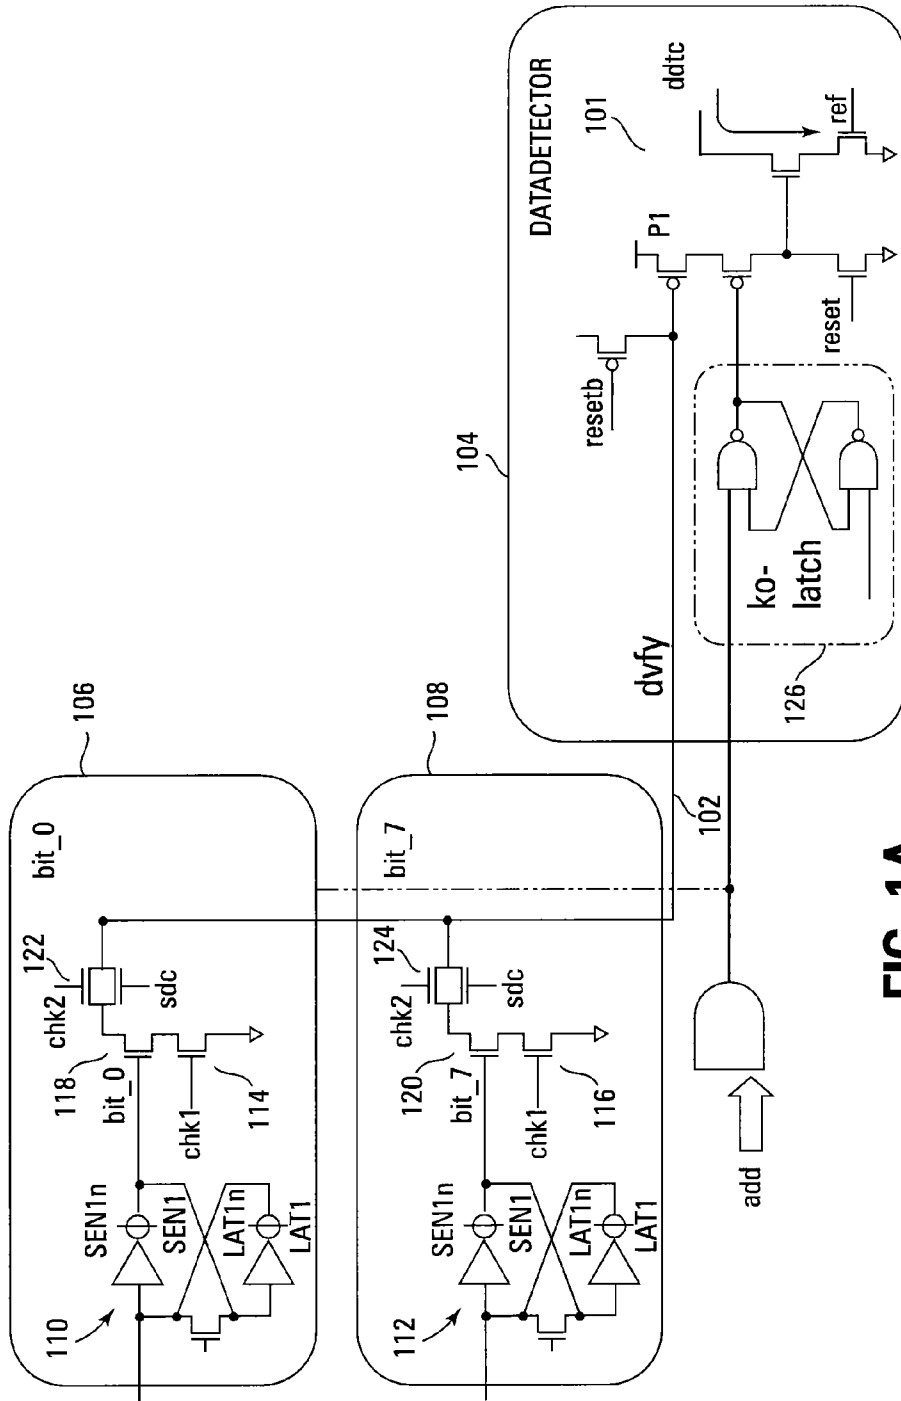 106
bit_0
122
chk2
sdc
118
bit_0
114
chk1
SEN1n
SEN1
LAT1n
LAT1
110
108
bit_7
124
chk2
sdc
120
bit_7
116
chk1
SEN1n
SEN1
LAT1n
LAT1
112
102
dvfy
104
DATADETECTOR
101
ddtc
ref
P1
resetb
reset
ko-
latch
126
add
FIG. 1A